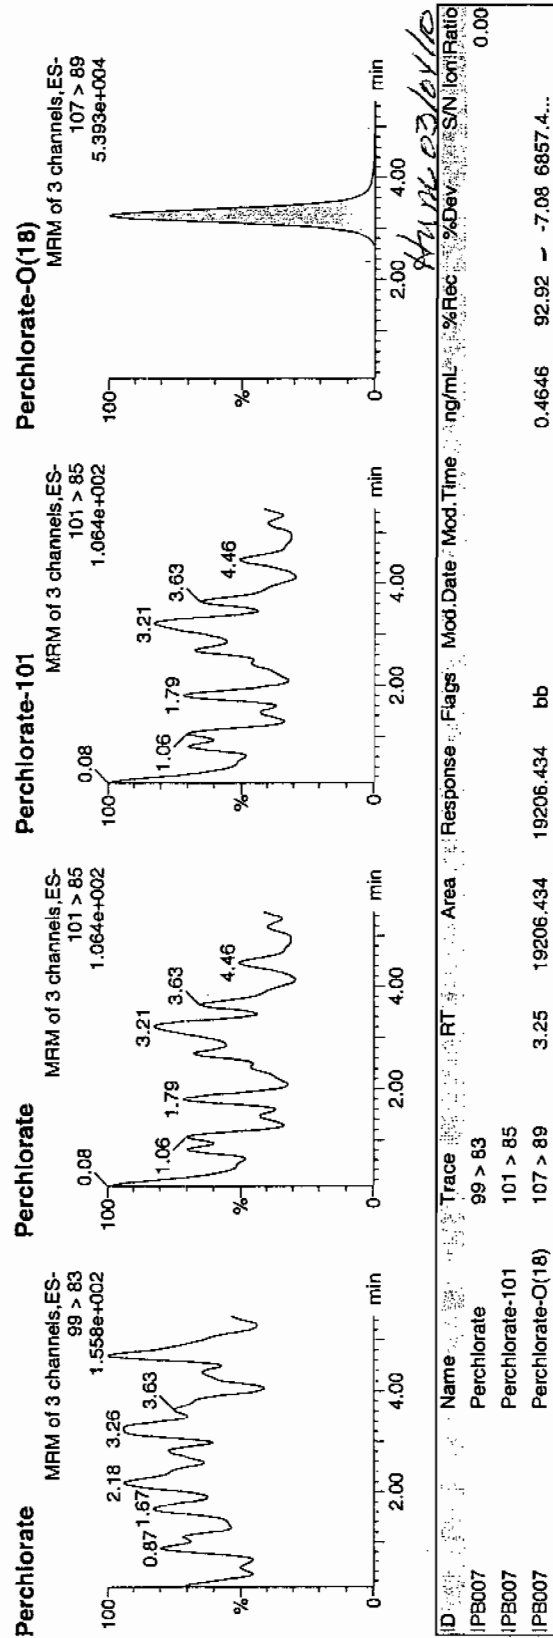 Perchlorate
MRM of 3 channels,ES-
99 > 83
1.558e+002
100
%
0
0.87
1.67
2.18
3.26
3.63
2.00
4.00
min
Perchlorate
MRM of 3 channels,ES-
101 > 85
1.064e+002
100
%
0
0.08
1.06
1.79
3.21
3.63
4.46
2.00
4.00
min
Perchlorate-101
MRM of 3 channels,ES-
101 > 85
1.064e+002
100
%
0
0.08
1.06
1.79
3.21
3.63
4.46
2.00
4.00
min
Perchlorate-O(18)
MRM of 3 channels,ES-
107 > 89
5.393e+004
100
%
0
2.00
4.00
min
03/04/10
ID Name Trace RT Area Response Flags Mod.Date Mod.Time ng/mL %Rec %Dev S/N Ion Ratio
IPB007 Perchlorate 99 > 83 0.00
IPB007 Perchlorate-101 101 > 85
IPB007 Perchlorate-O(18) 107 > 89 3.25 19206.434 19206.434 bb 0.4646 92.92 -7.08 6857.4...